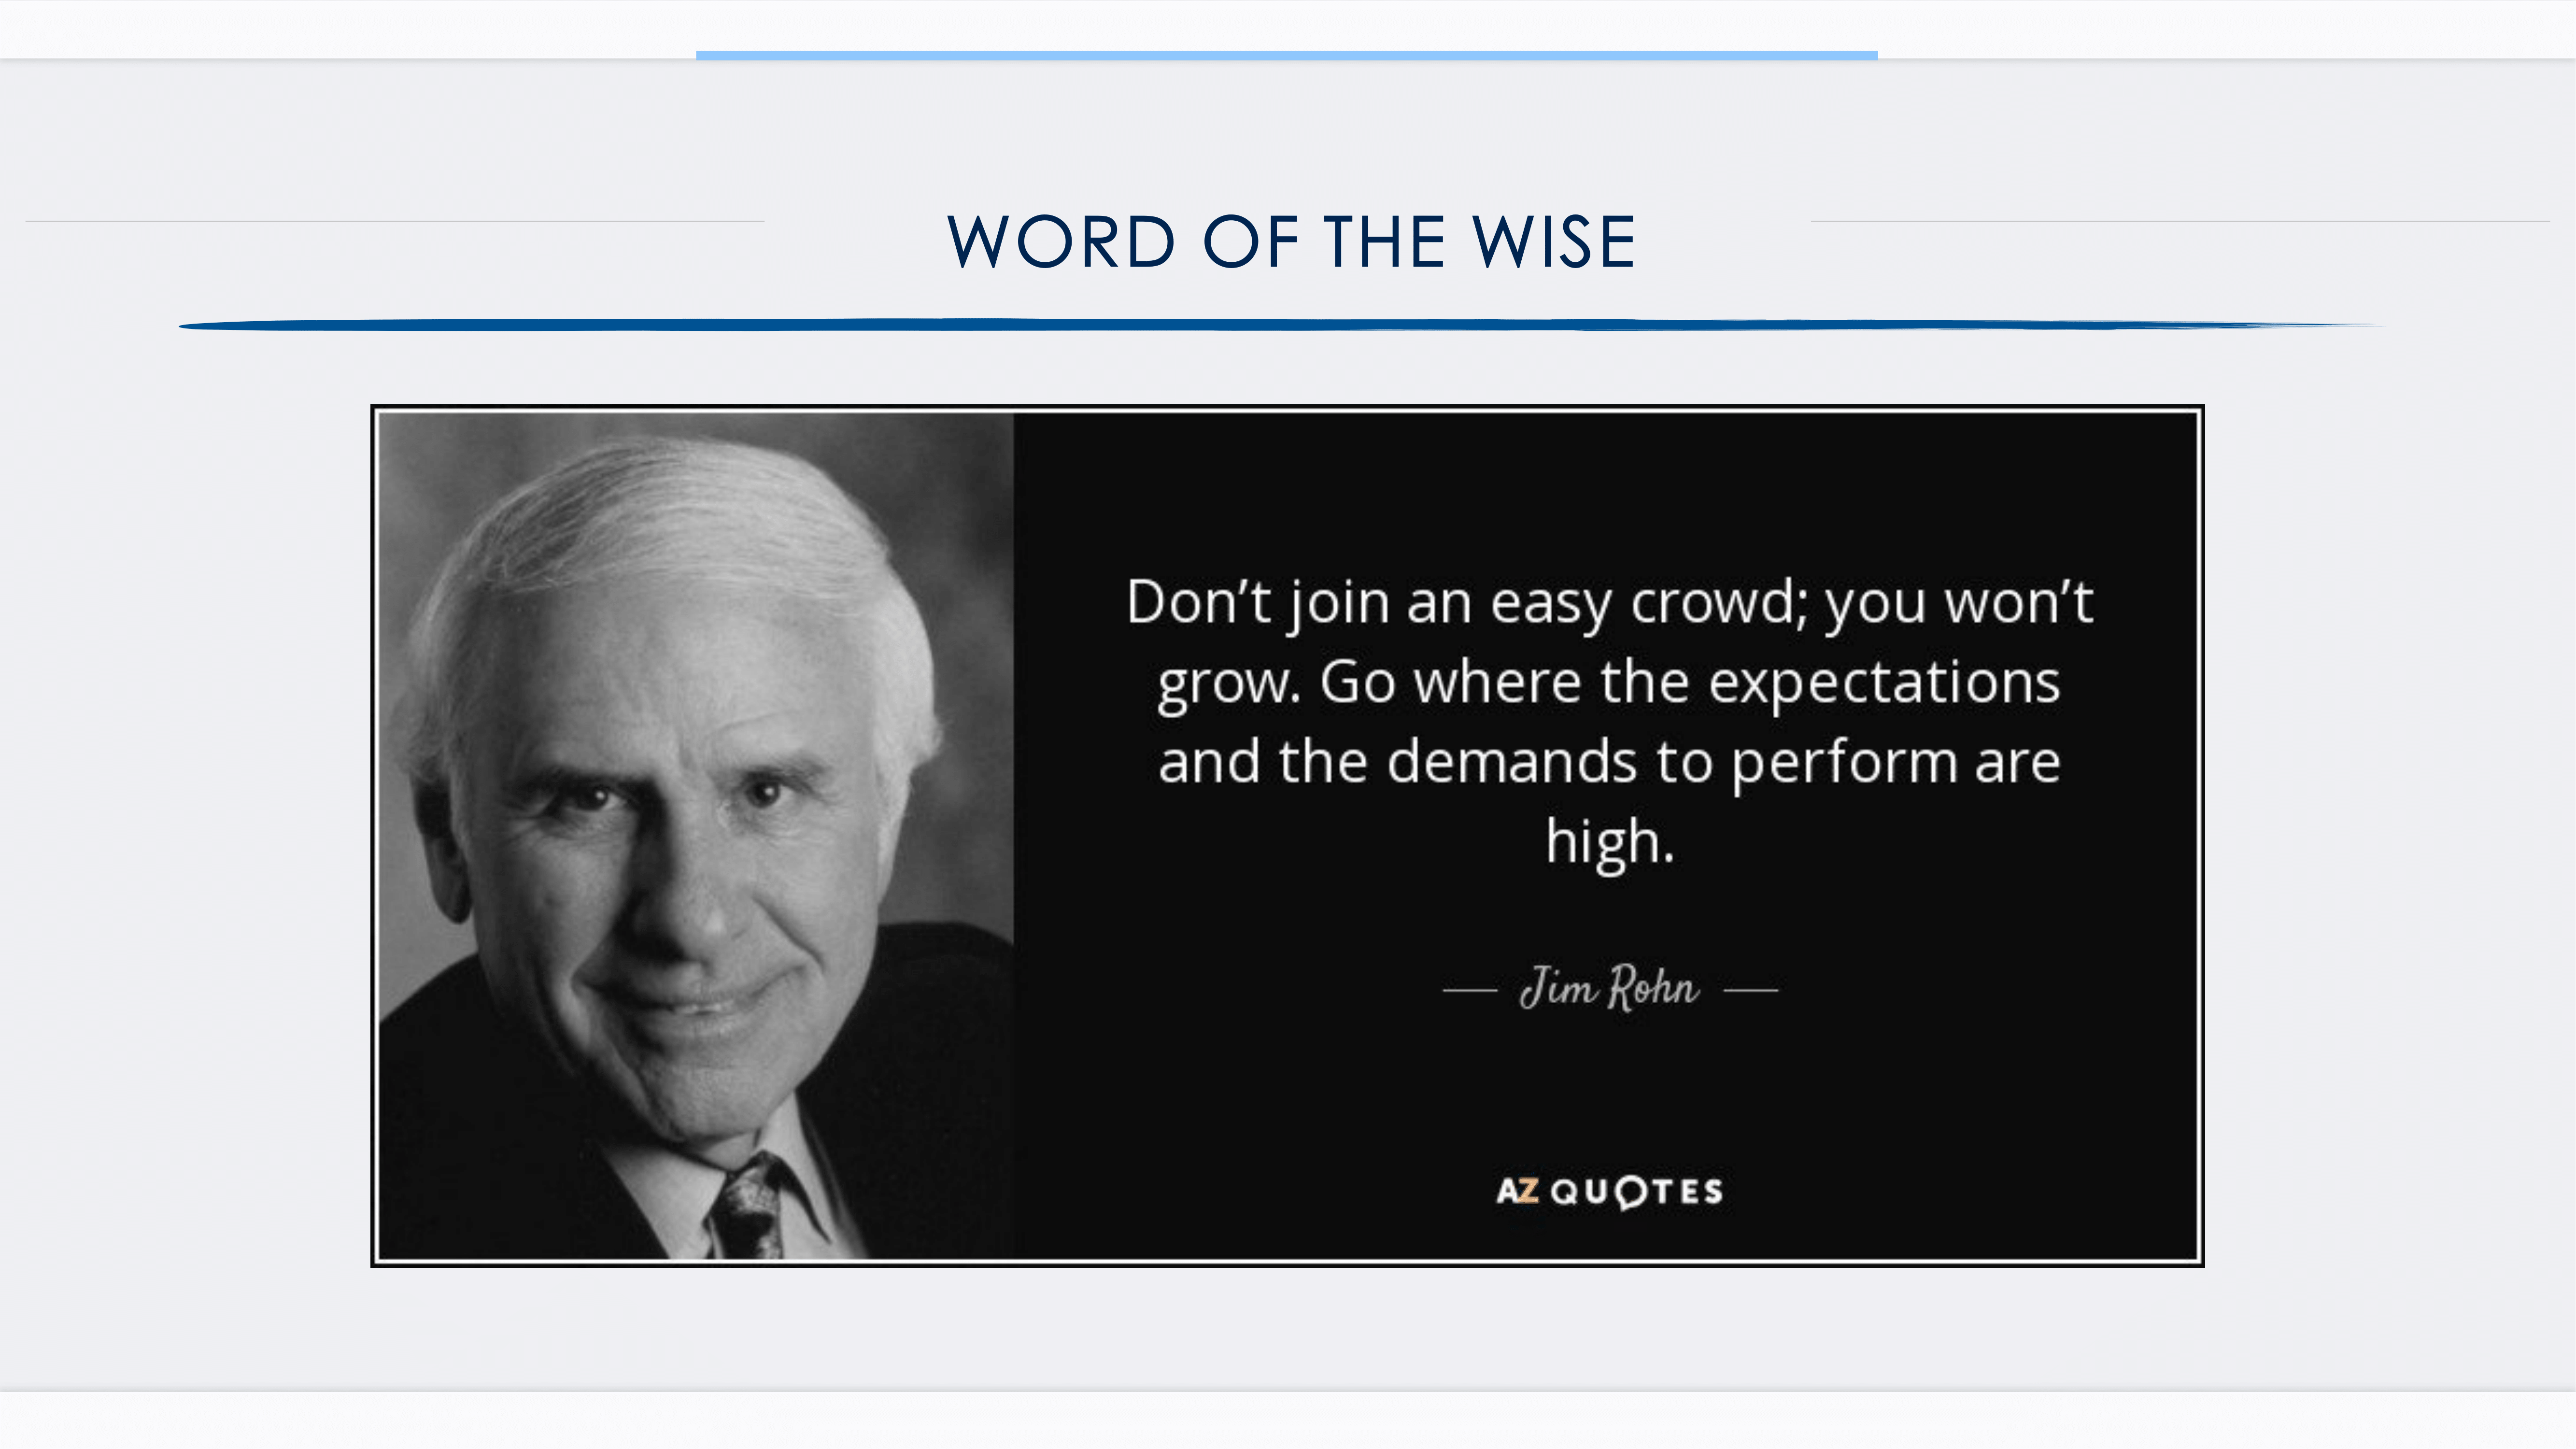 WORD OF THE WISE
Don’t join an easy crowd; you won’t
grow. Go where the expectations
and the demands to perform are
high.
— Jim Rohn —
AZ QUOTES